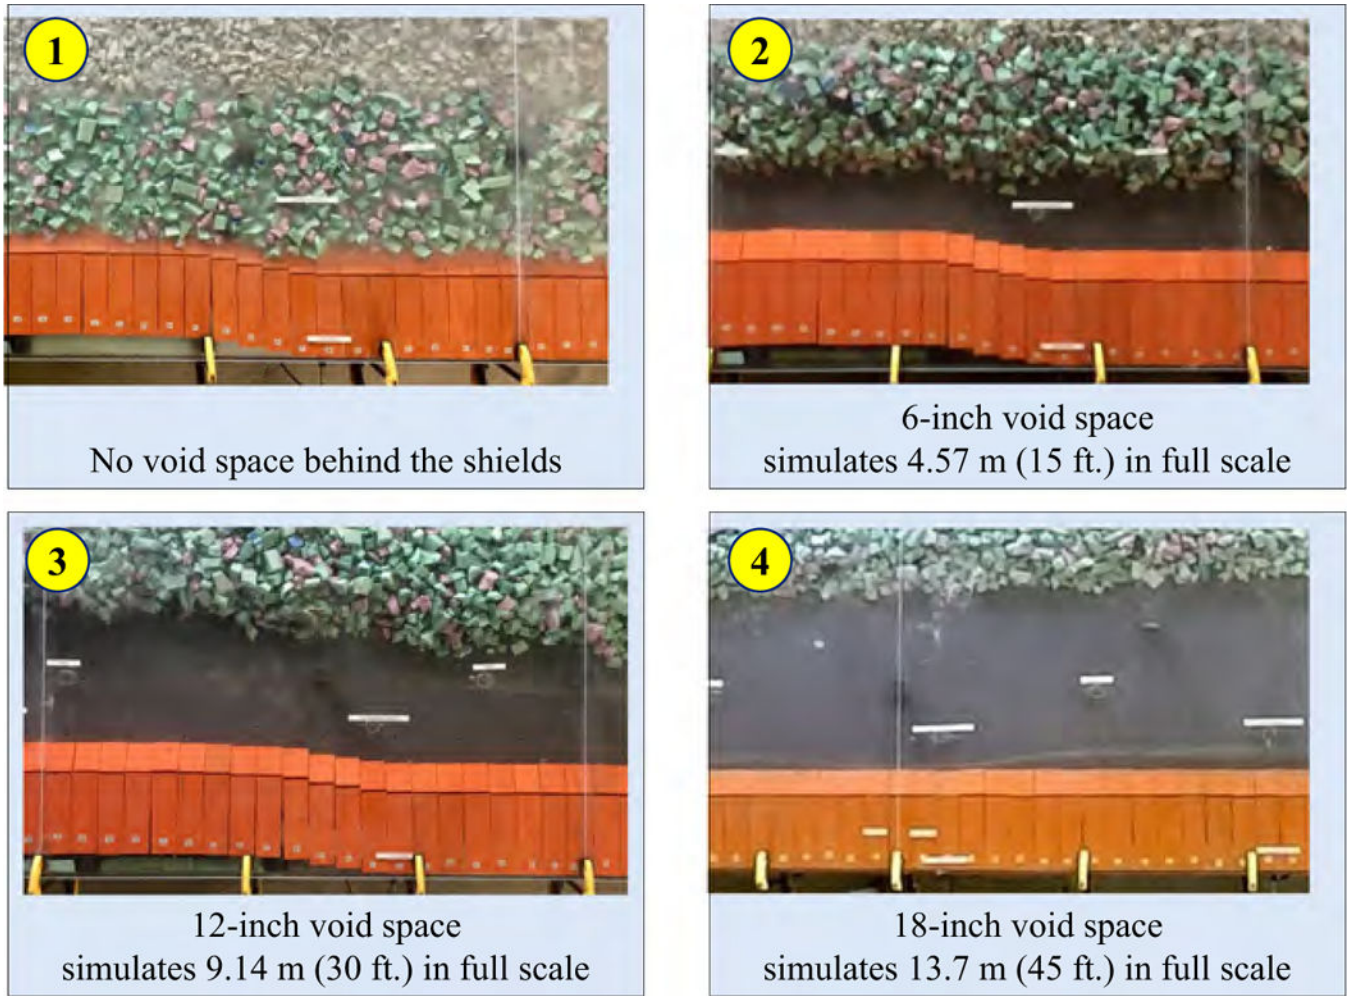 1
No void space behind the shields
2
6-inch void space
simulates 4.57 m (15 ft.) in full scale
3
12-inch void space
simulates 9.14 m (30 ft.) in full scale
4
18-inch void space
simulates 13.7 m (45 ft.) in full scale